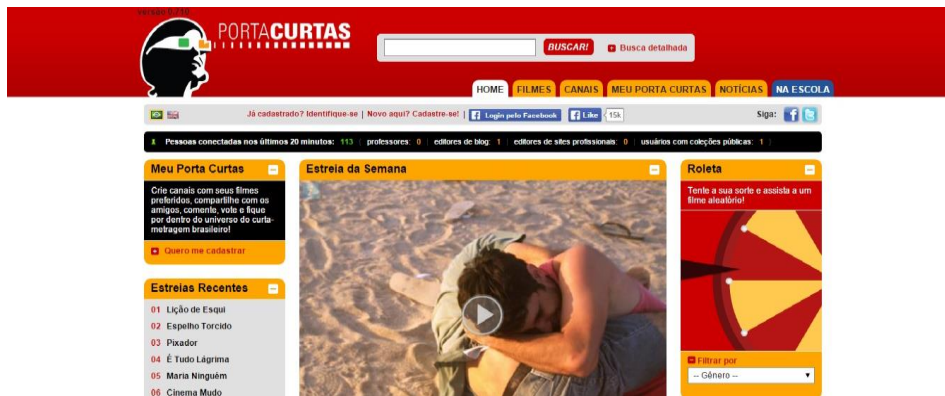 versão 0.710
PORTACURTAS
BUSCAR!
Busca detalhada
HOME
FILMES
CANAIS
MEU PORTA CURTAS
NOTÍCIAS
NA ESCOLA
Já cadastrado? Identifique-se | Novo aqui? Cadastre-se! | Login pelo Facebook Like 15k
Siga:
Pessoas conectadas nos últimos 20 minutos: 113 | professores: 0 | editores de blog: 1 | editores de sites profissionais: 0 | usuários com coleções públicas: 1 |
Meu Porta Curtas
Crie canais com seus filmes
preferidos, compartilhe com os
amigos, comente, vote e fique
por dentro do universo do curta-
metragem brasileiro!
Quero me cadastrar
Estreias Recentes
01 Lição de Esqui
02 Espelho Torcido
03 Pixador
04 É Tudo Lágrima
05 Maria Ninguém
06 Cinema Mudo
Estreia da Semana
Roleta
Tente a sua sorte e assista a um
filme aleatório!
Filtrar por
-- Gênero --